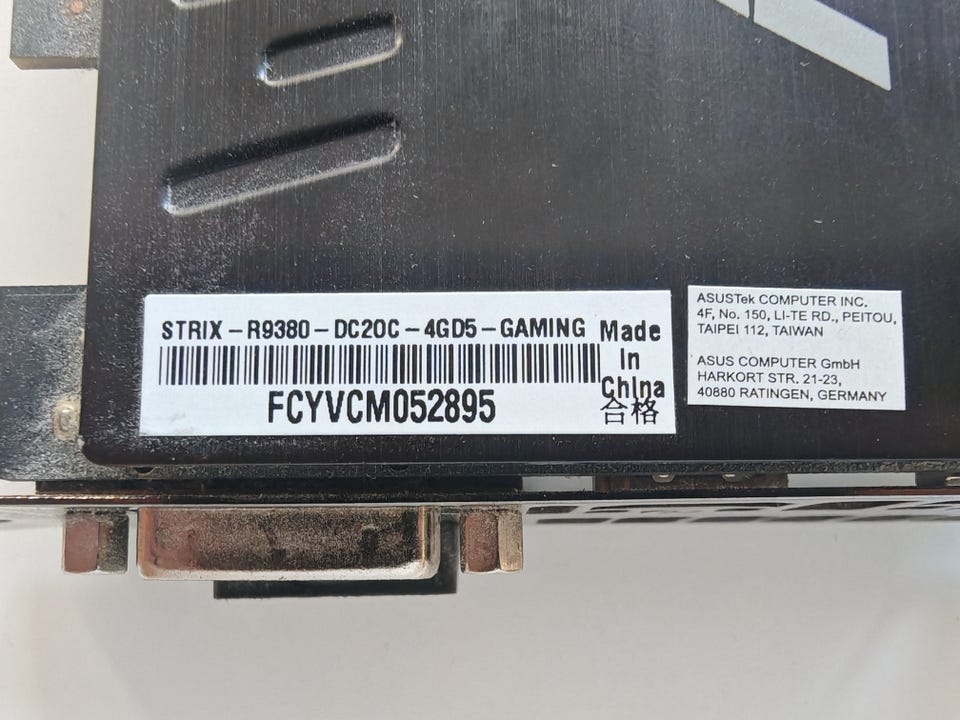 STRIX-R9380-DC2OC-4GD5-GAMING
Made
in
China
合格
FCYVCM052895
ASUSTek COMPUTER INC.
4F, No. 150, LI-TE RD., PEITOU,
TAIPEI 112, TAIWAN
ASUS COMPUTER GmbH
HARKORT STR. 21-23,
40880 RATINGEN, GERMANY